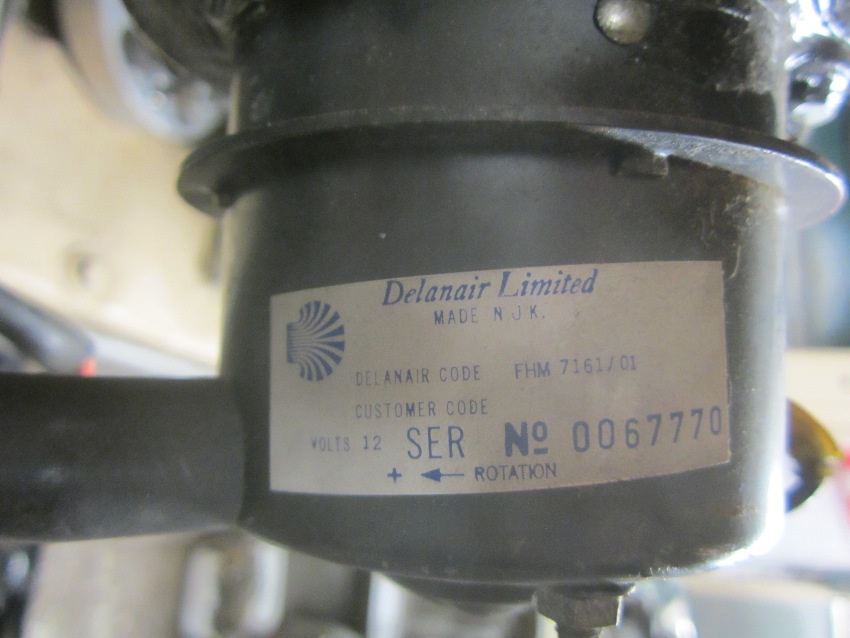 Delanair Limited
MADE N J K.
DELANAIR CODE FHM 7161/01
CUSTOMER CODE
VOLTS 12 SER Nº 0067770
+ ← ROTATION